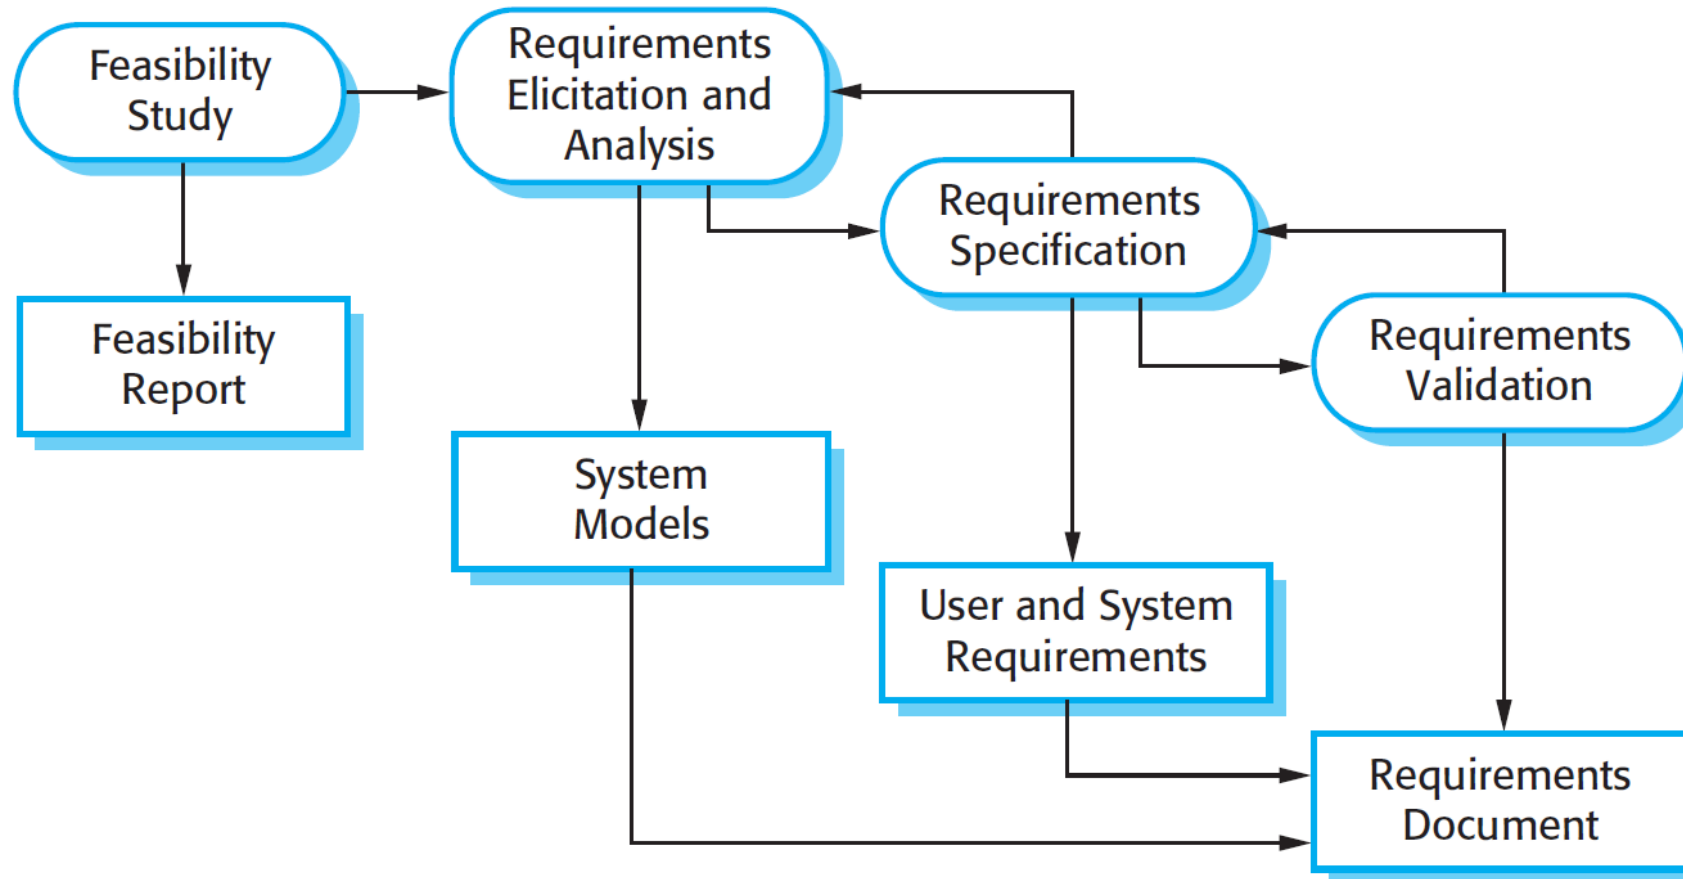 Feasibility
Study
Requirements
Elicitation and
Analysis
Requirements
Specification
Requirements
Validation
Feasibility
Report
System
Models
User and System
Requirements
Requirements
Document